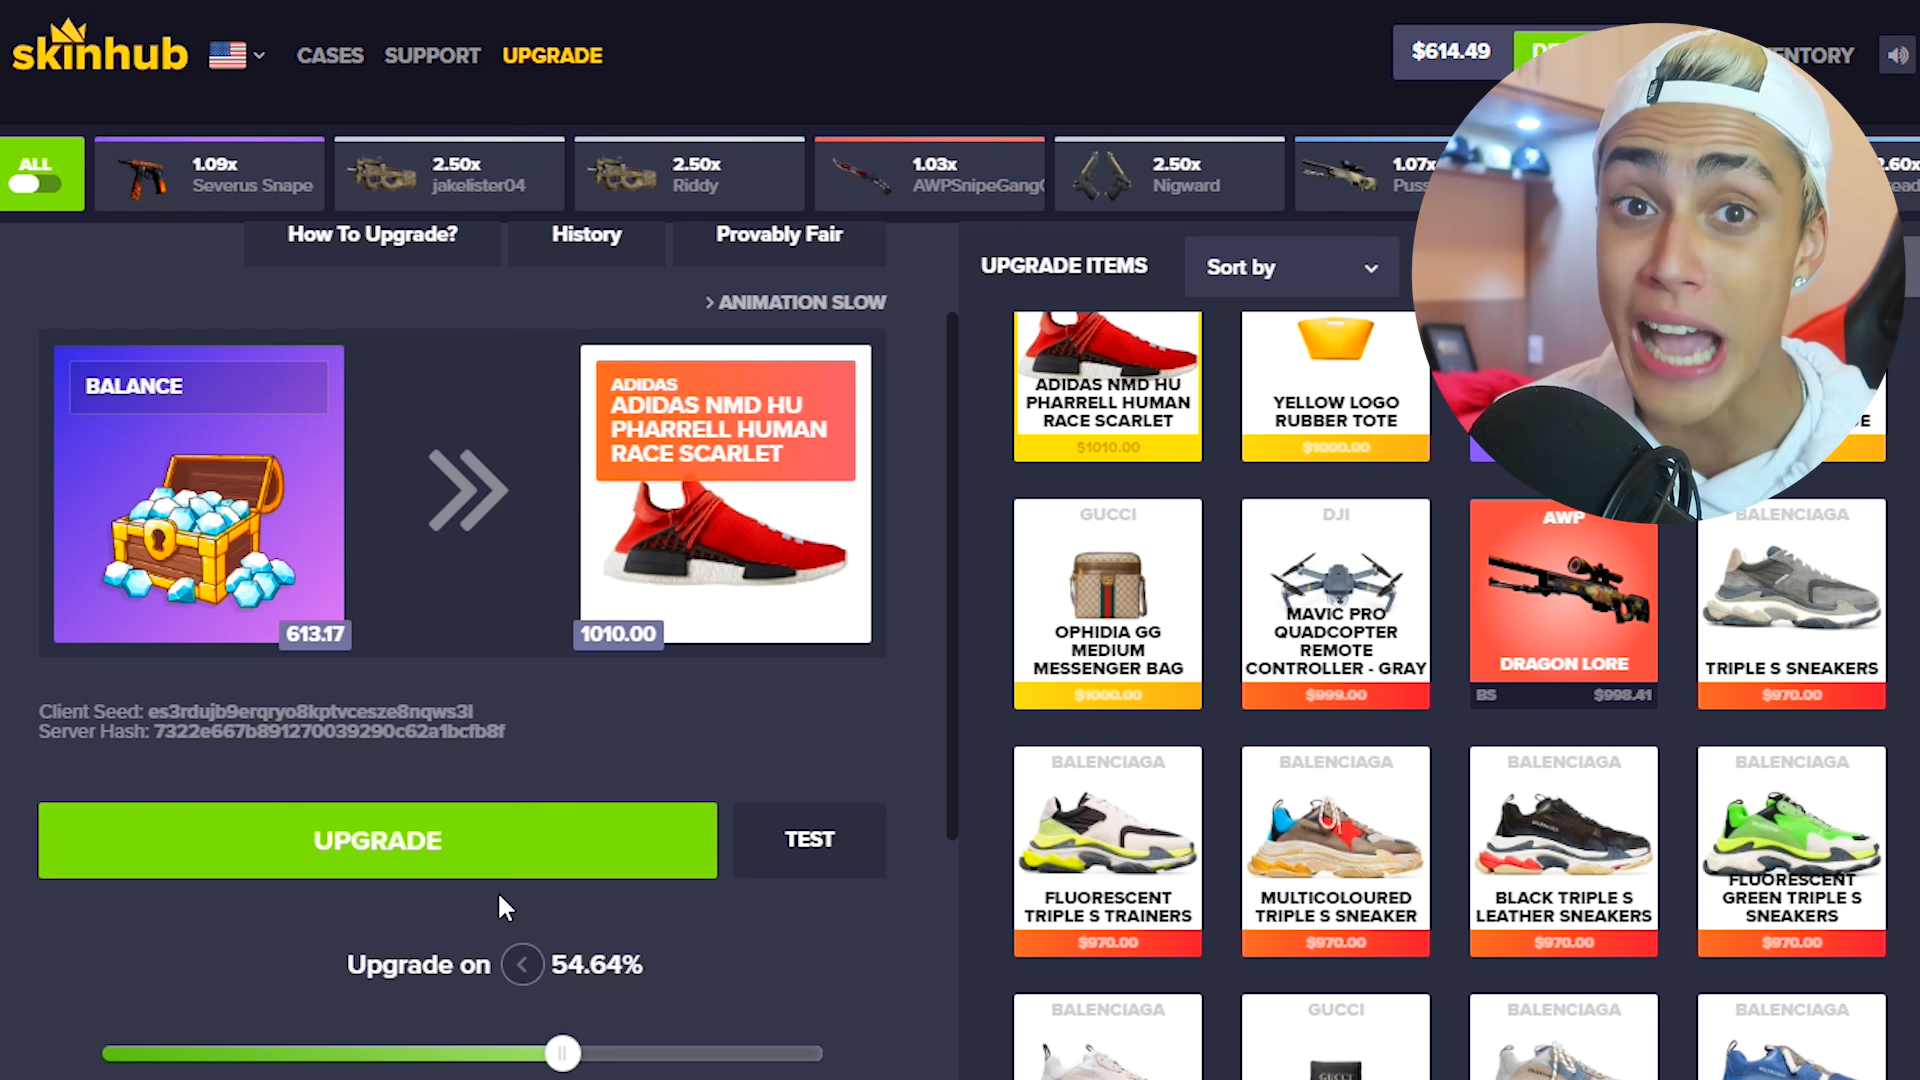 skinhub
CASES SUPPORT UPGRADE
$614.49
ALL
1.09x
Severus Snape
2.50x
jakelister04
2.50x
Riddy
1.03x
AWPSnipeGang
2.50x
Nigward
1.07x
How To Upgrade?
History
Provably Fair
> ANIMATION SLOW
BALANCE
613.17
ADIDAS
ADIDAS NMD HU
PHARRELL HUMAN
RACE SCARLET
1010.00
Client Seed: es3rdujb9erqryo8kptvcesze8nqws3l
Server Hash: 7322e667b891270039290c62a1bcfb8f
UPGRADE
TEST
Upgrade on < 54.64%
UPGRADE ITEMS
Sort by
ADIDAS NMD HU
PHARRELL HUMAN
RACE SCARLET
$1010.00
YELLOW LOGO
RUBBER TOTE
$1000.00
GUCCI
OPHIDIA GG
MEDIUM
MESSENGER BAG
$1000.00
DJI
MAVIC PRO
QUADCOPTER
REMOTE
CONTROLLER - GRAY
$999.00
AWP
DRAGON LORE
BS $998.41
BALENCIAGA
TRIPLE S SNEAKERS
$970.00
BALENCIAGA
FLUORESCENT
TRIPLE S TRAINERS
$970.00
BALENCIAGA
MULTICOLOURED
TRIPLE S SNEAKER
$970.00
BALENCIAGA
BLACK TRIPLE S
LEATHER SNEAKERS
$970.00
BALENCIAGA
FLUORESCENT
GREEN TRIPLE S
SNEAKERS
$970.00
BALENCIAGA
GUCCI
GUCCI
BALENCIAGA
BALENCIAGA